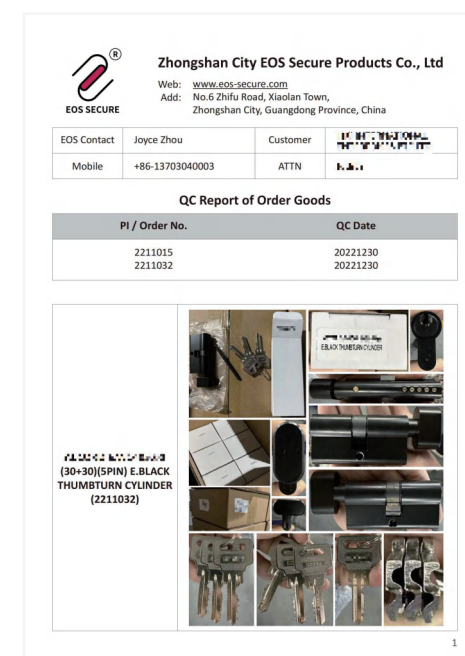 ®
EOS SECURE
Zhongshan City EOS Secure Products Co., Ltd
Web: www.eos-secure.com
Add: No.6 Zhifu Road, Xiaolan Town,
Zhongshan City, Guangdong Province, China
EOS Contact Joyce Zhou Customer
Mobile +86-13703040003 ATTN
QC Report of Order Goods
PI / Order No. QC Date
2211015 20221230
2211032 20221230
(30+30)(5PIN) E.BLACK
THUMBTURN CYLINDER
(2211032)
E.BLACK THUMBTURN CYLINDER
1